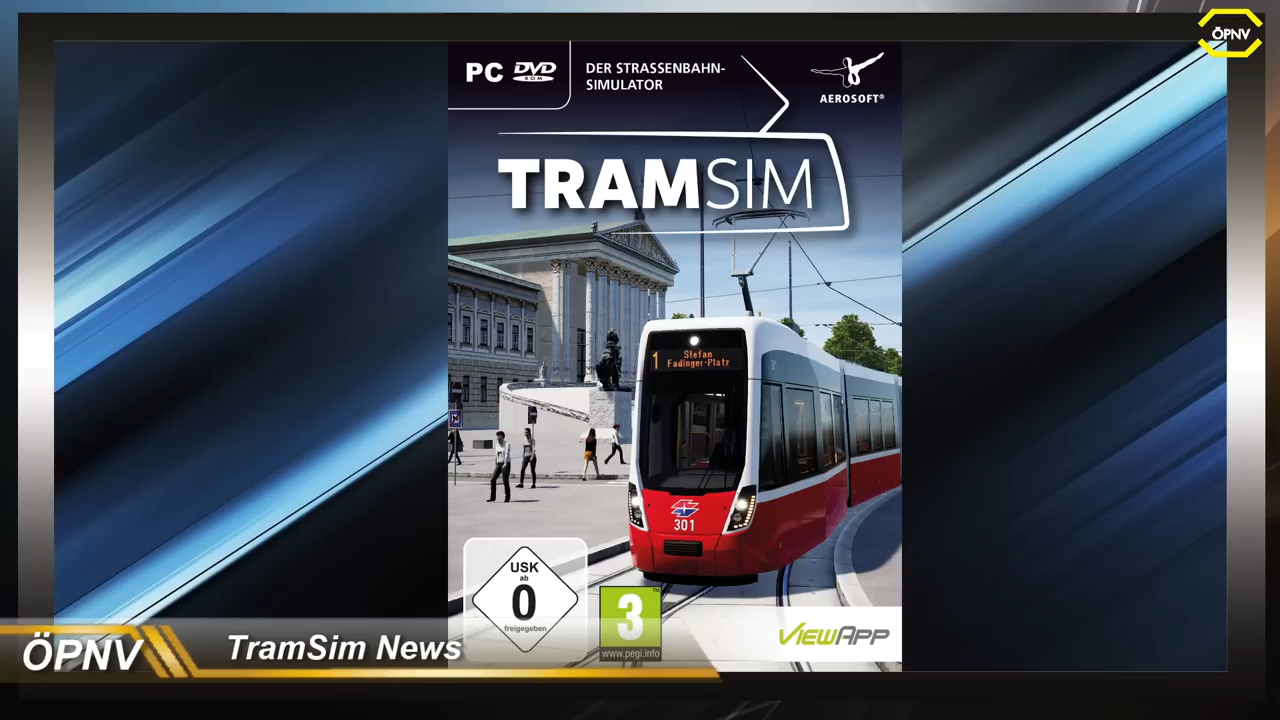 ÖPNV
PC DVD
ROM
DER STRASSENBAHN-
SIMULATOR
AEROSOFT®
TRAMSIM
1 Stefan
Fadinger-Platz
301
USK
ab
0
freigegeben
3
TM
www.pegi.info
VIEWAPP
ÖPNV
TramSim News